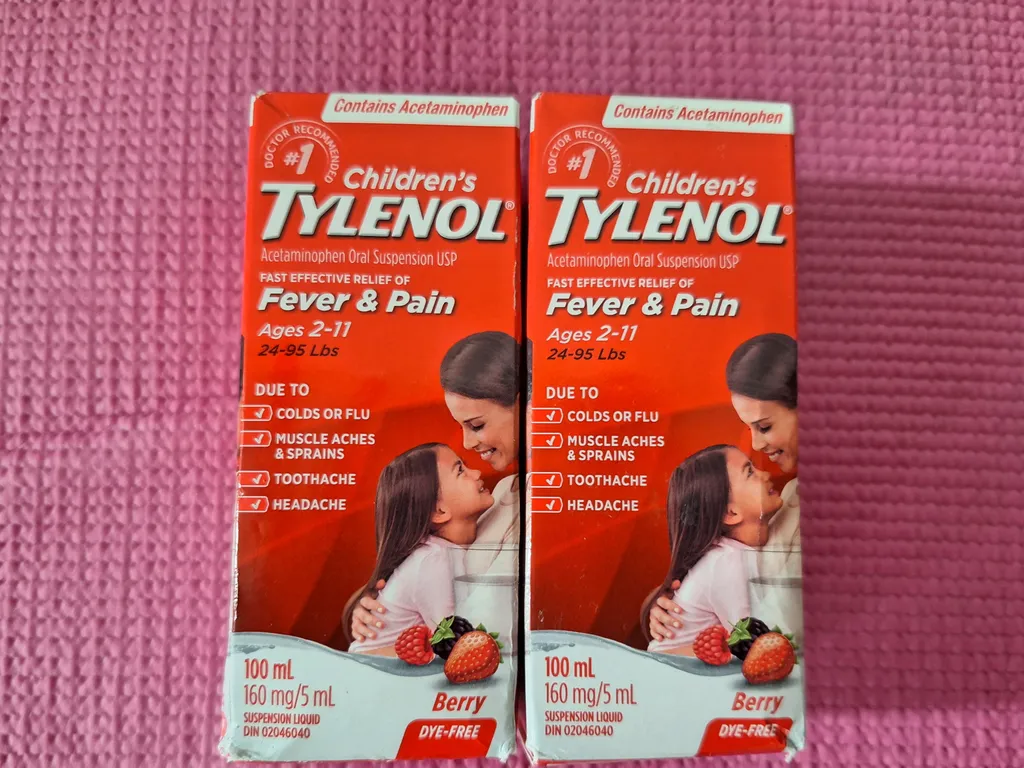 Contains Acetaminophen
DOCTOR RECOMMENDED
#1
Children's
TYLENOL®
Acetaminophen Oral Suspension USP
FAST EFFECTIVE RELIEF OF
Fever & Pain
Ages 2-11
24-95 Lbs
DUE TO
COLDS OR FLU
MUSCLE ACHES
& SPRAINS
TOOTHACHE
HEADACHE
100 mL
160 mg/5 mL
SUSPENSION LIQUID
DIN 02046040
Berry
DYE-FREE
Contains Acetaminophen
DOCTOR RECOMMENDED
#1
Children's
TYLENOL®
Acetaminophen Oral Suspension USP
FAST EFFECTIVE RELIEF OF
Fever & Pain
Ages 2-11
24-95 Lbs
DUE TO
COLDS OR FLU
MUSCLE ACHES
& SPRAINS
TOOTHACHE
HEADACHE
100 mL
160 mg/5 mL
SUSPENSION LIQUID
DIN 02046040
Berry
DYE-FREE